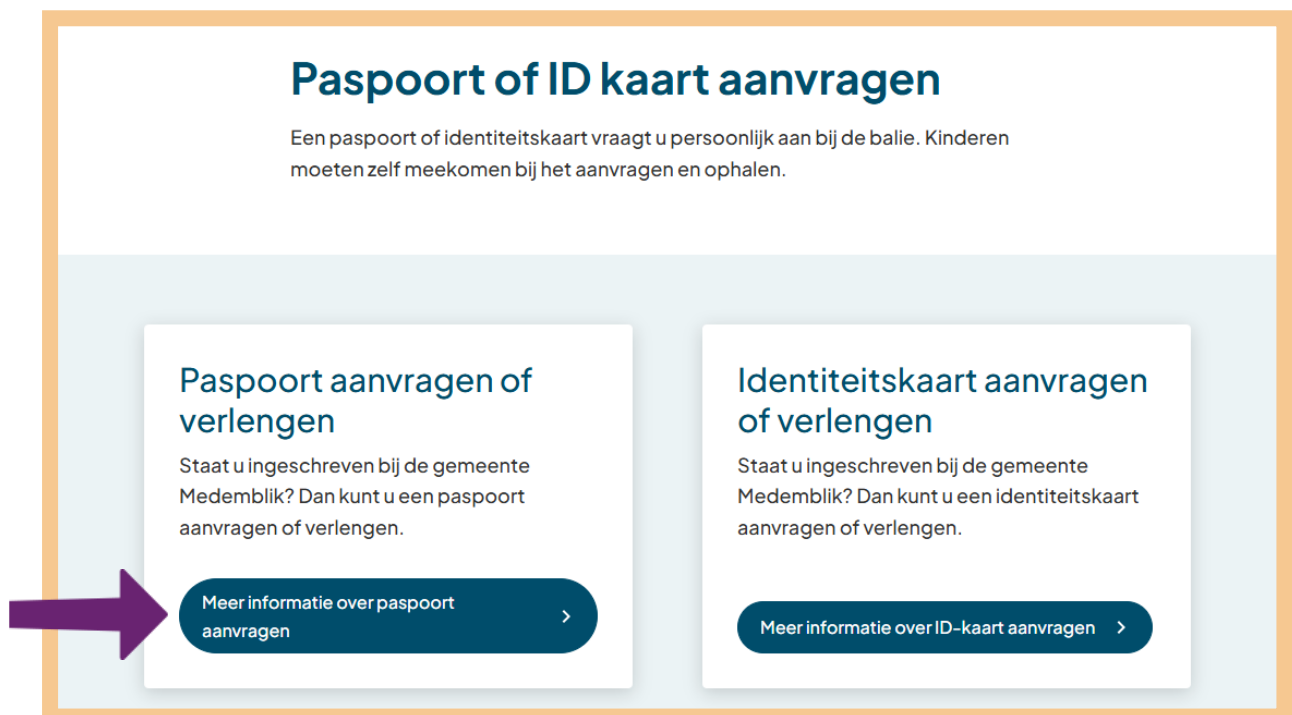 Paspoort of ID kaart aanvragen
Een paspoort of identiteitskaart vraagt u persoonlijk aan bij de balie. Kinderen
moeten zelf meekomen bij het aanvragen en ophalen.
Paspoort aanvragen of
verlengen
Staat u ingeschreven bij de gemeente
Medemblik? Dan kunt u een paspoort
aanvragen of verlengen.
Meer informatie over paspoort
aanvragen
Identiteitskaart aanvragen
of verlengen
Staat u ingeschreven bij de gemeente
Medemblik? Dan kunt u een identiteitskaart
aanvragen of verlengen.
Meer informatie over ID-kaart aanvragen